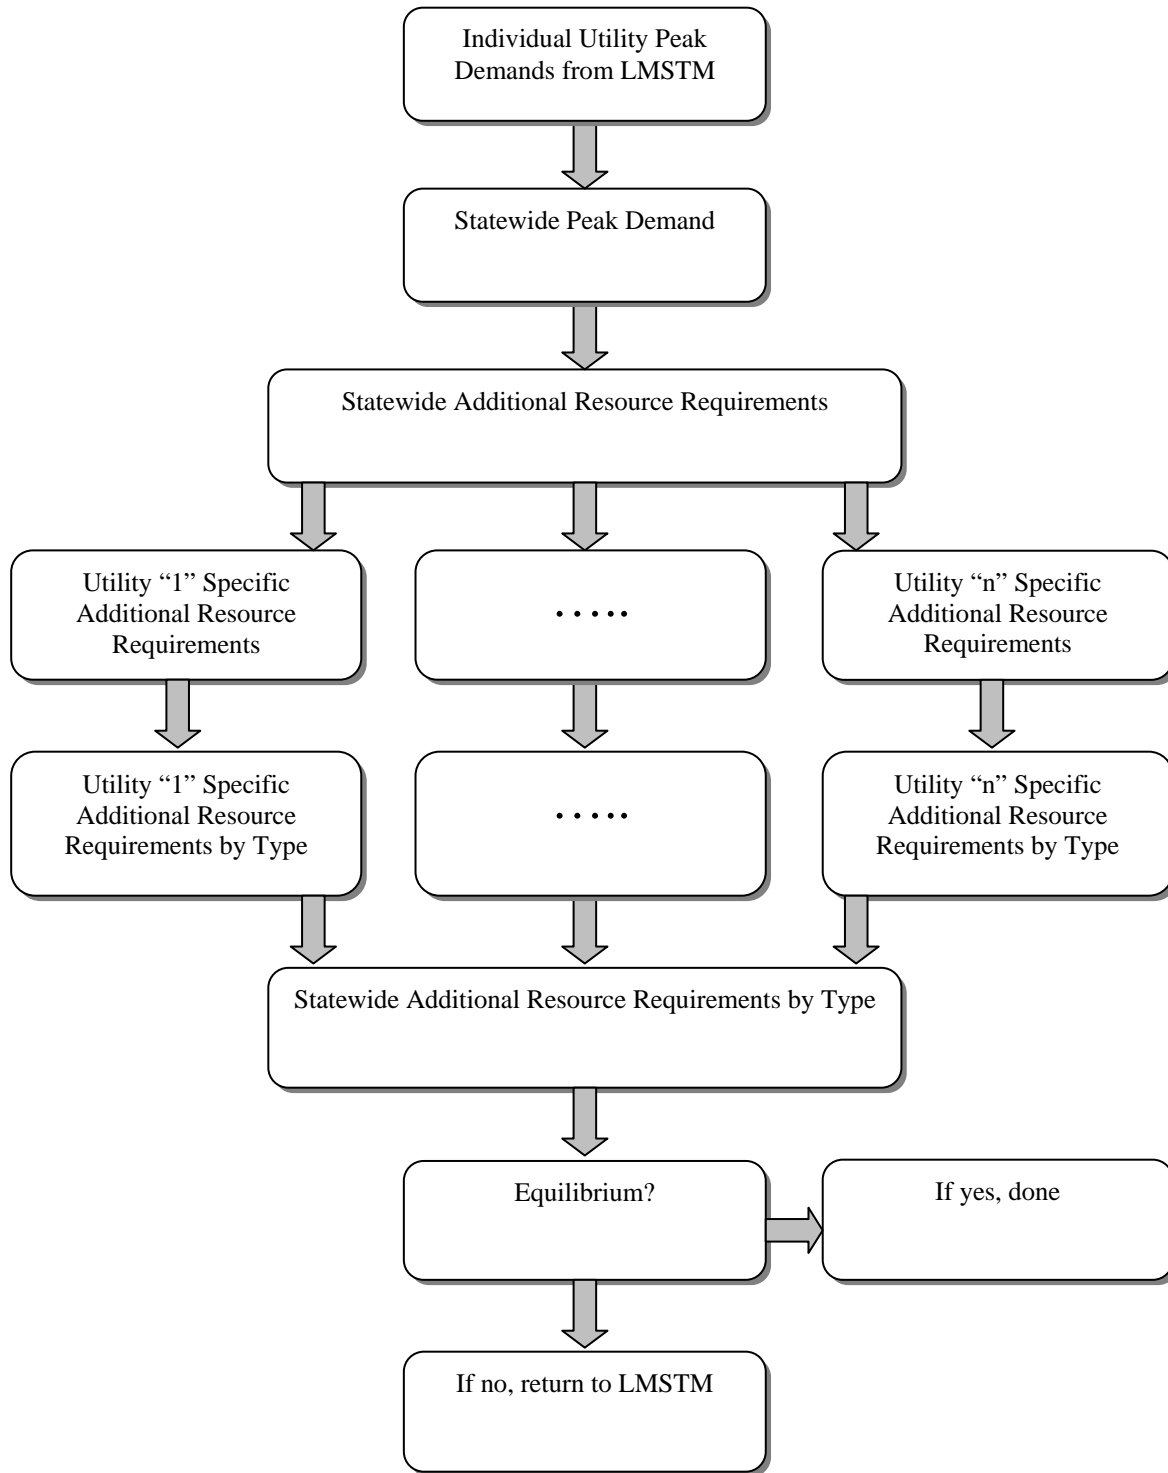 Individual Utility Peak
Demands from LMSTM
Statewide Peak Demand
Statewide Additional Resource Requirements
Utility “1” Specific
Additional Resource
Requirements
.....
Utility “n” Specific
Additional Resource
Requirements
Utility “1” Specific
Additional Resource
Requirements by Type
.....
Utility “n” Specific
Additional Resource
Requirements by Type
Statewide Additional Resource Requirements by Type
Equilibrium?
If yes, done
If no, return to LMSTM